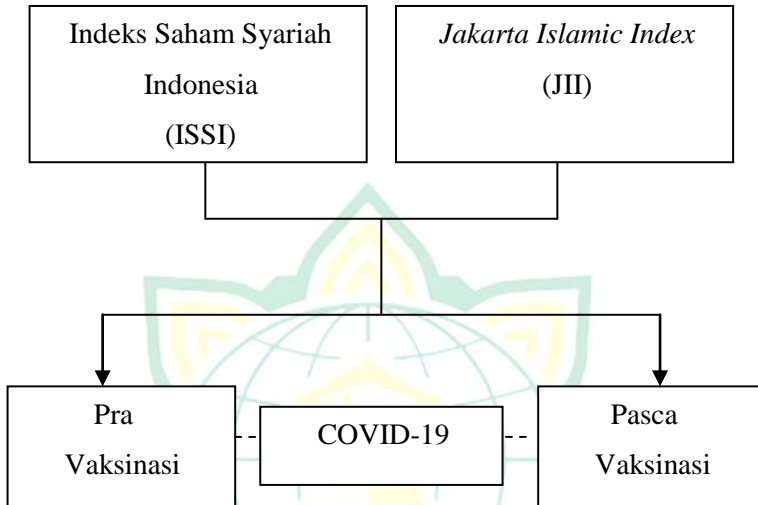 Indeks Saham Syariah
Indonesia
(ISSI)
Jakarta Islamic Index
(JII)
Pra
Vaksinasi
COVID-19
Pasca
Vaksinasi